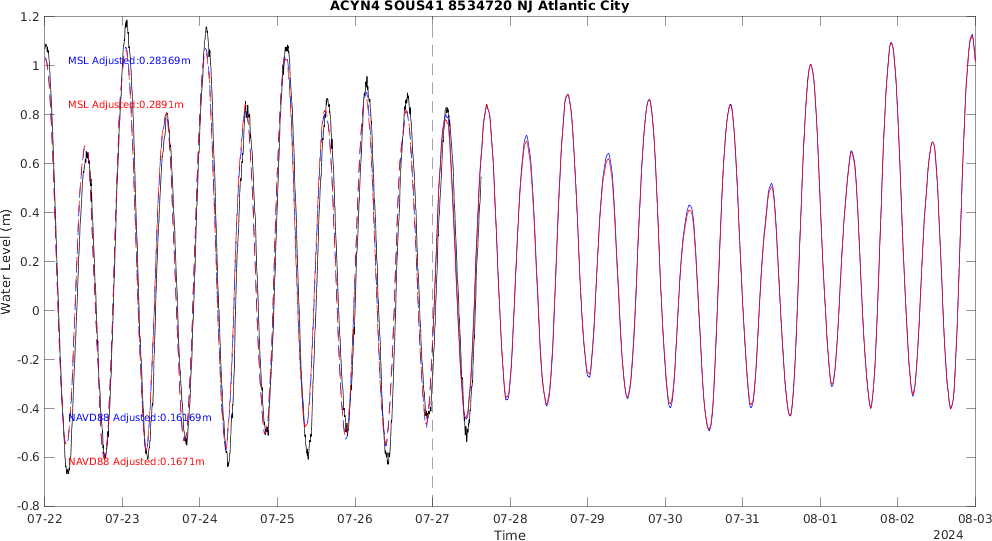 ACYN4 SOUS41 8534720 NJ Atlantic City
1.2
1
0.8
0.6
0.4
0.2
0
-0.2
-0.4
-0.6
-0.8
Water Level (m)
MSL Adjusted:0.28369m
MSL Adjusted:0.2891m
NAVD88 Adjusted:0.16169m
NAVD88 Adjusted:0.1671m
07-22 07-23 07-24 07-25 07-26 07-27 07-28 07-29 07-30 07-31 08-01 08-02 08-03
Time
2024